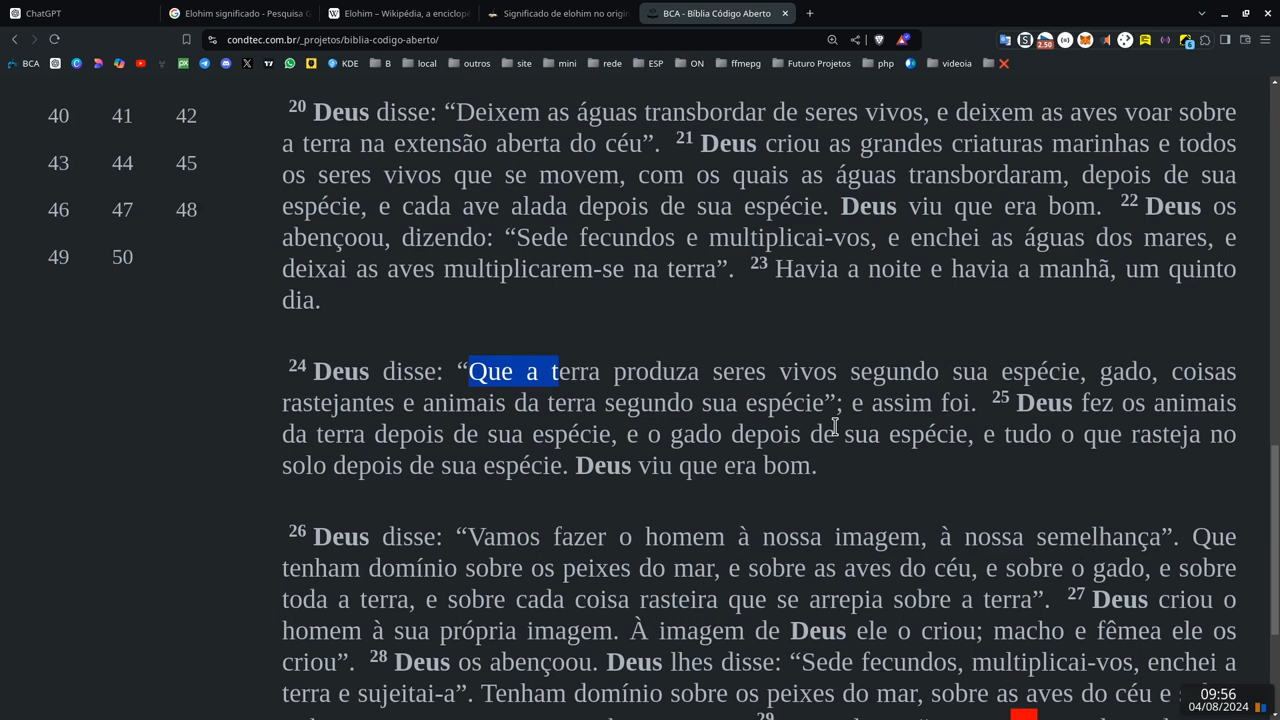 ChatGPT
Elohim significado - Pesquisa G
Elohim – Wikipédia, a enciclopé
Significado de elohim no origin
BCA - Bíblia Código Aberto
condtec.com.br/_projetos/biblia-codigo-aberto/
2.50
6
BCA
KDE
B
local
outros
site
mini
rede
ESP
ON
ffmepg
Futuro Projetos
php
videoia
40 41 42
43 44 45
46 47 48
49 50
20 Deus disse: “Deixem as águas transbordar de seres vivos, e deixem as aves voar sobre
a terra na extensão aberta do céu”. 21 Deus criou as grandes criaturas marinhas e todos
os seres vivos que se movem, com os quais as águas transbordaram, depois de sua
espécie, e cada ave alada depois de sua espécie. Deus viu que era bom. 22 Deus os
abençoou, dizendo: “Sede fecundos e multiplicai-vos, e enchei as águas dos mares, e
deixai as aves multiplicarem-se na terra”. 23 Havia a noite e havia a manhã, um quinto
dia.
24 Deus disse: “Que a terra produza seres vivos segundo sua espécie, gado, coisas
rastejantes e animais da terra segundo sua espécie”; e assim foi. 25 Deus fez os animais
da terra depois de sua espécie, e o gado depois de sua espécie, e tudo o que rasteja no
solo depois de sua espécie. Deus viu que era bom.
26 Deus disse: “Vamos fazer o homem à nossa imagem, à nossa semelhança”. Que
tenham domínio sobre os peixes do mar, e sobre as aves do céu, e sobre o gado, e sobre
toda a terra, e sobre cada coisa rasteira que se arrepia sobre a terra”. 27 Deus criou o
homem à sua própria imagem. À imagem de Deus ele o criou; macho e fêmea ele os
criou”. 28 Deus os abençoou. Deus lhes disse: “Sede fecundos, multiplicai-vos, enchei a
terra e sujeitai-a”. Tenham domínio sobre os peixes do mar, sobre as aves do céu e
29
09:56
04/08/2024